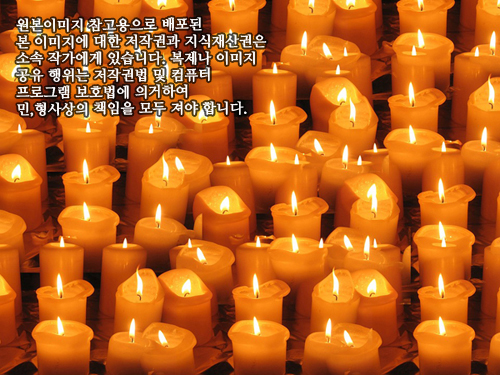 원본이미지 참고용으로 배포된
본 이미지에 대한 저작권과 지식재산권은
소속 작가에게 있습니다. 복제나 이미지
공유 행위는 저작권법 및 컴퓨터
프로그램 보호법에 의거하여
민,형사상의 책임을 모두 져야 합니다.